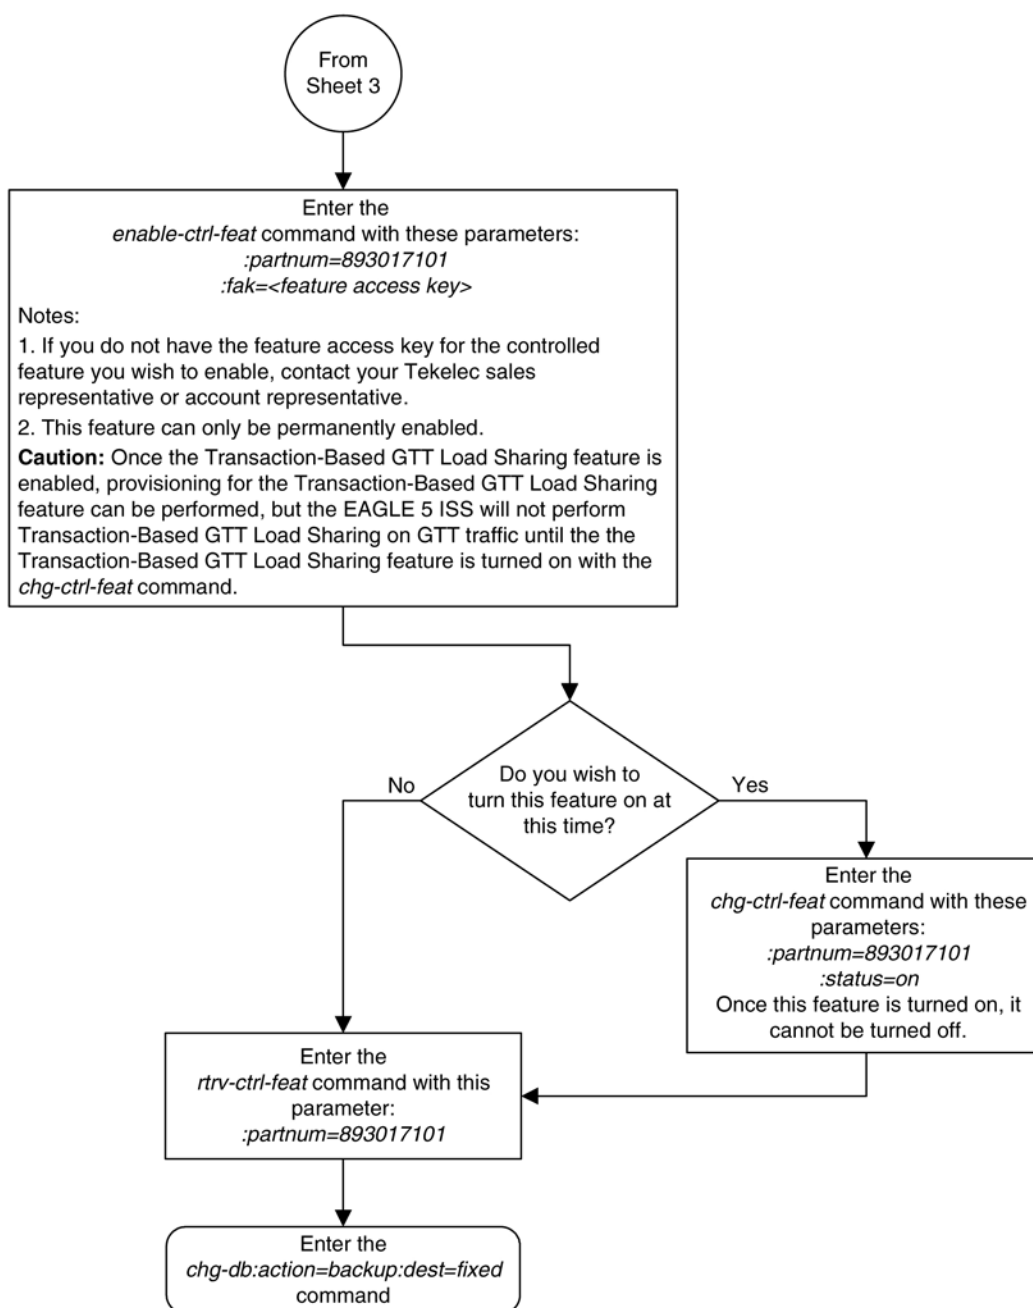 From
Sheet 3
Enter the
enable-ctrl-feat command with these parameters:
:partnum=893017101
:fak=<feature access key>
Notes:
1. If you do not have the feature access key for the controlled
feature you wish to enable, contact your Tekelec sales
representative or account representative.
2. This feature can only be permanently enabled.
Caution: Once the Transaction-Based GTT Load Sharing feature is
enabled, provisioning for the Transaction-Based GTT Load Sharing
feature can be performed, but the EAGLE 5 ISS will not perform
Transaction-Based GTT Load Sharing on GTT traffic until the the
Transaction-Based GTT Load Sharing feature is turned on with the
chg-ctrl-feat command.
Do you wish to
turn this feature on at
this time?
No
Yes
Enter the
chg-ctrl-feat command with these
parameters:
:partnum=893017101
:status=on
Once this feature is turned on, it
cannot be turned off.
Enter the
rtrv-ctrl-feat command with this
parameter:
:partnum=893017101
Enter the
chg-db:action=backup:dest=fixed
command